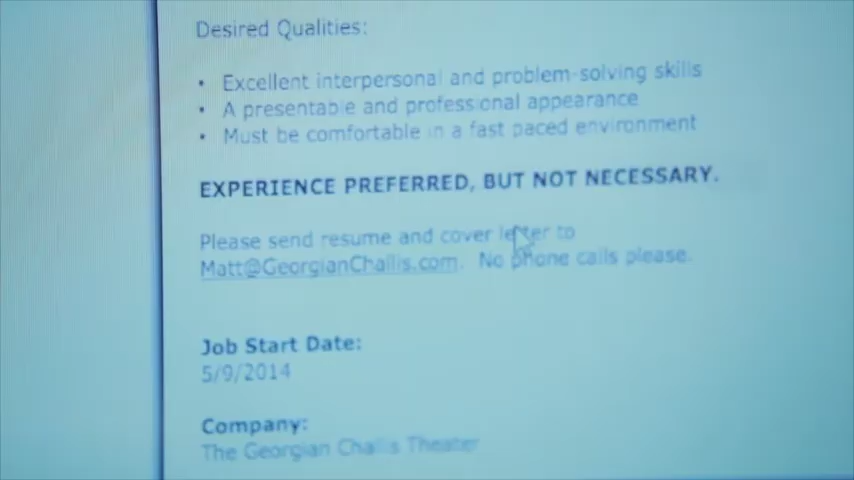 Desired Qualities:
• Excellent interpersonal and problem-solving skills
• A presentable and professional appearance
• Must be comfortable in a fast paced environment
EXPERIENCE PREFERRED, BUT NOT NECESSARY.
Please send resume and cover letter to
Matt@GeorgianChallis.com. No phone calls please.
Job Start Date:
5/9/2014
Company:
The Georgian Challis Theater